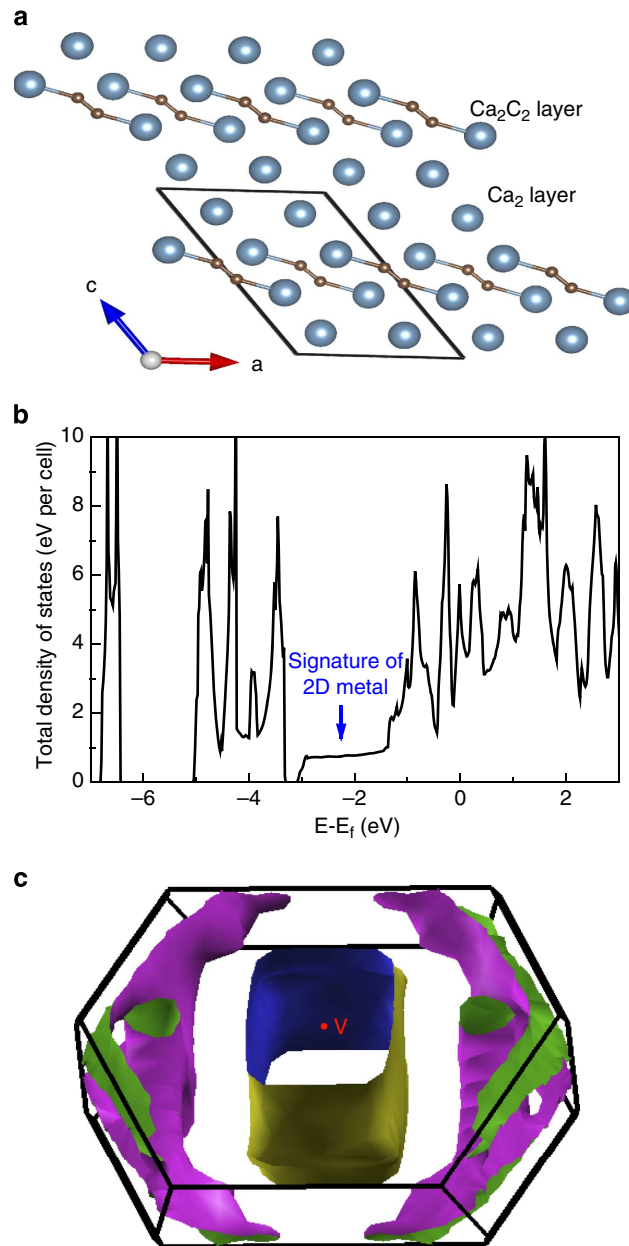 a
Ca₂C₂ layer
Ca₂ layer
c
a
b
Total density of states (eV per cell)
10
8
6
4
2
0
Signature of
2D metal
−6
−4
−2
0
2
E-E_f (eV)
c
V